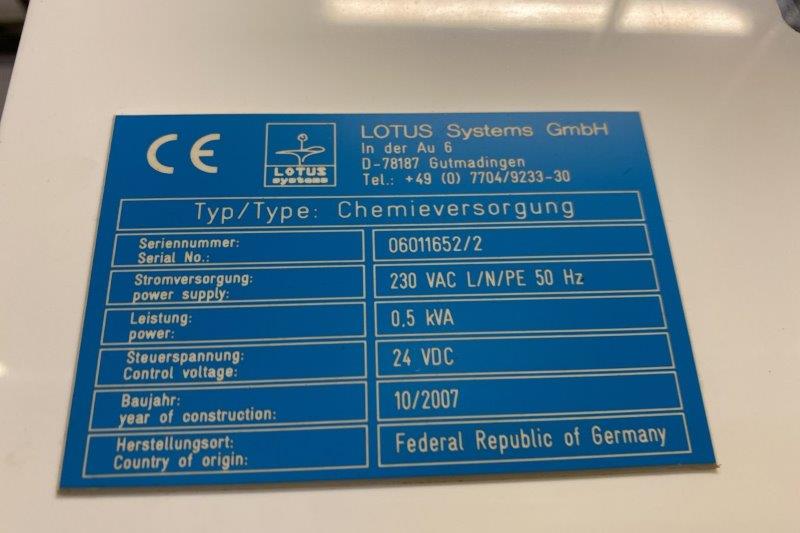 CE
LOTUS
systems
LOTUS Systems GmbH
In der Au 6
D-78187 Gutmadingen
Tel.: +49 (0) 7704/9233-30
Typ/Type: Chemieversorgung
Seriennummer:
Serial No.:
06011652/2
Stromversorgung:
power supply:
230 VAC L/N/PE 50 Hz
Leistung:
power:
0,5 kVA
Steuerspannung:
Control voltage:
24 VDC
Baujahr:
year of construction:
10/2007
Herstellungsort:
Country of origin:
Federal Republic of Germany